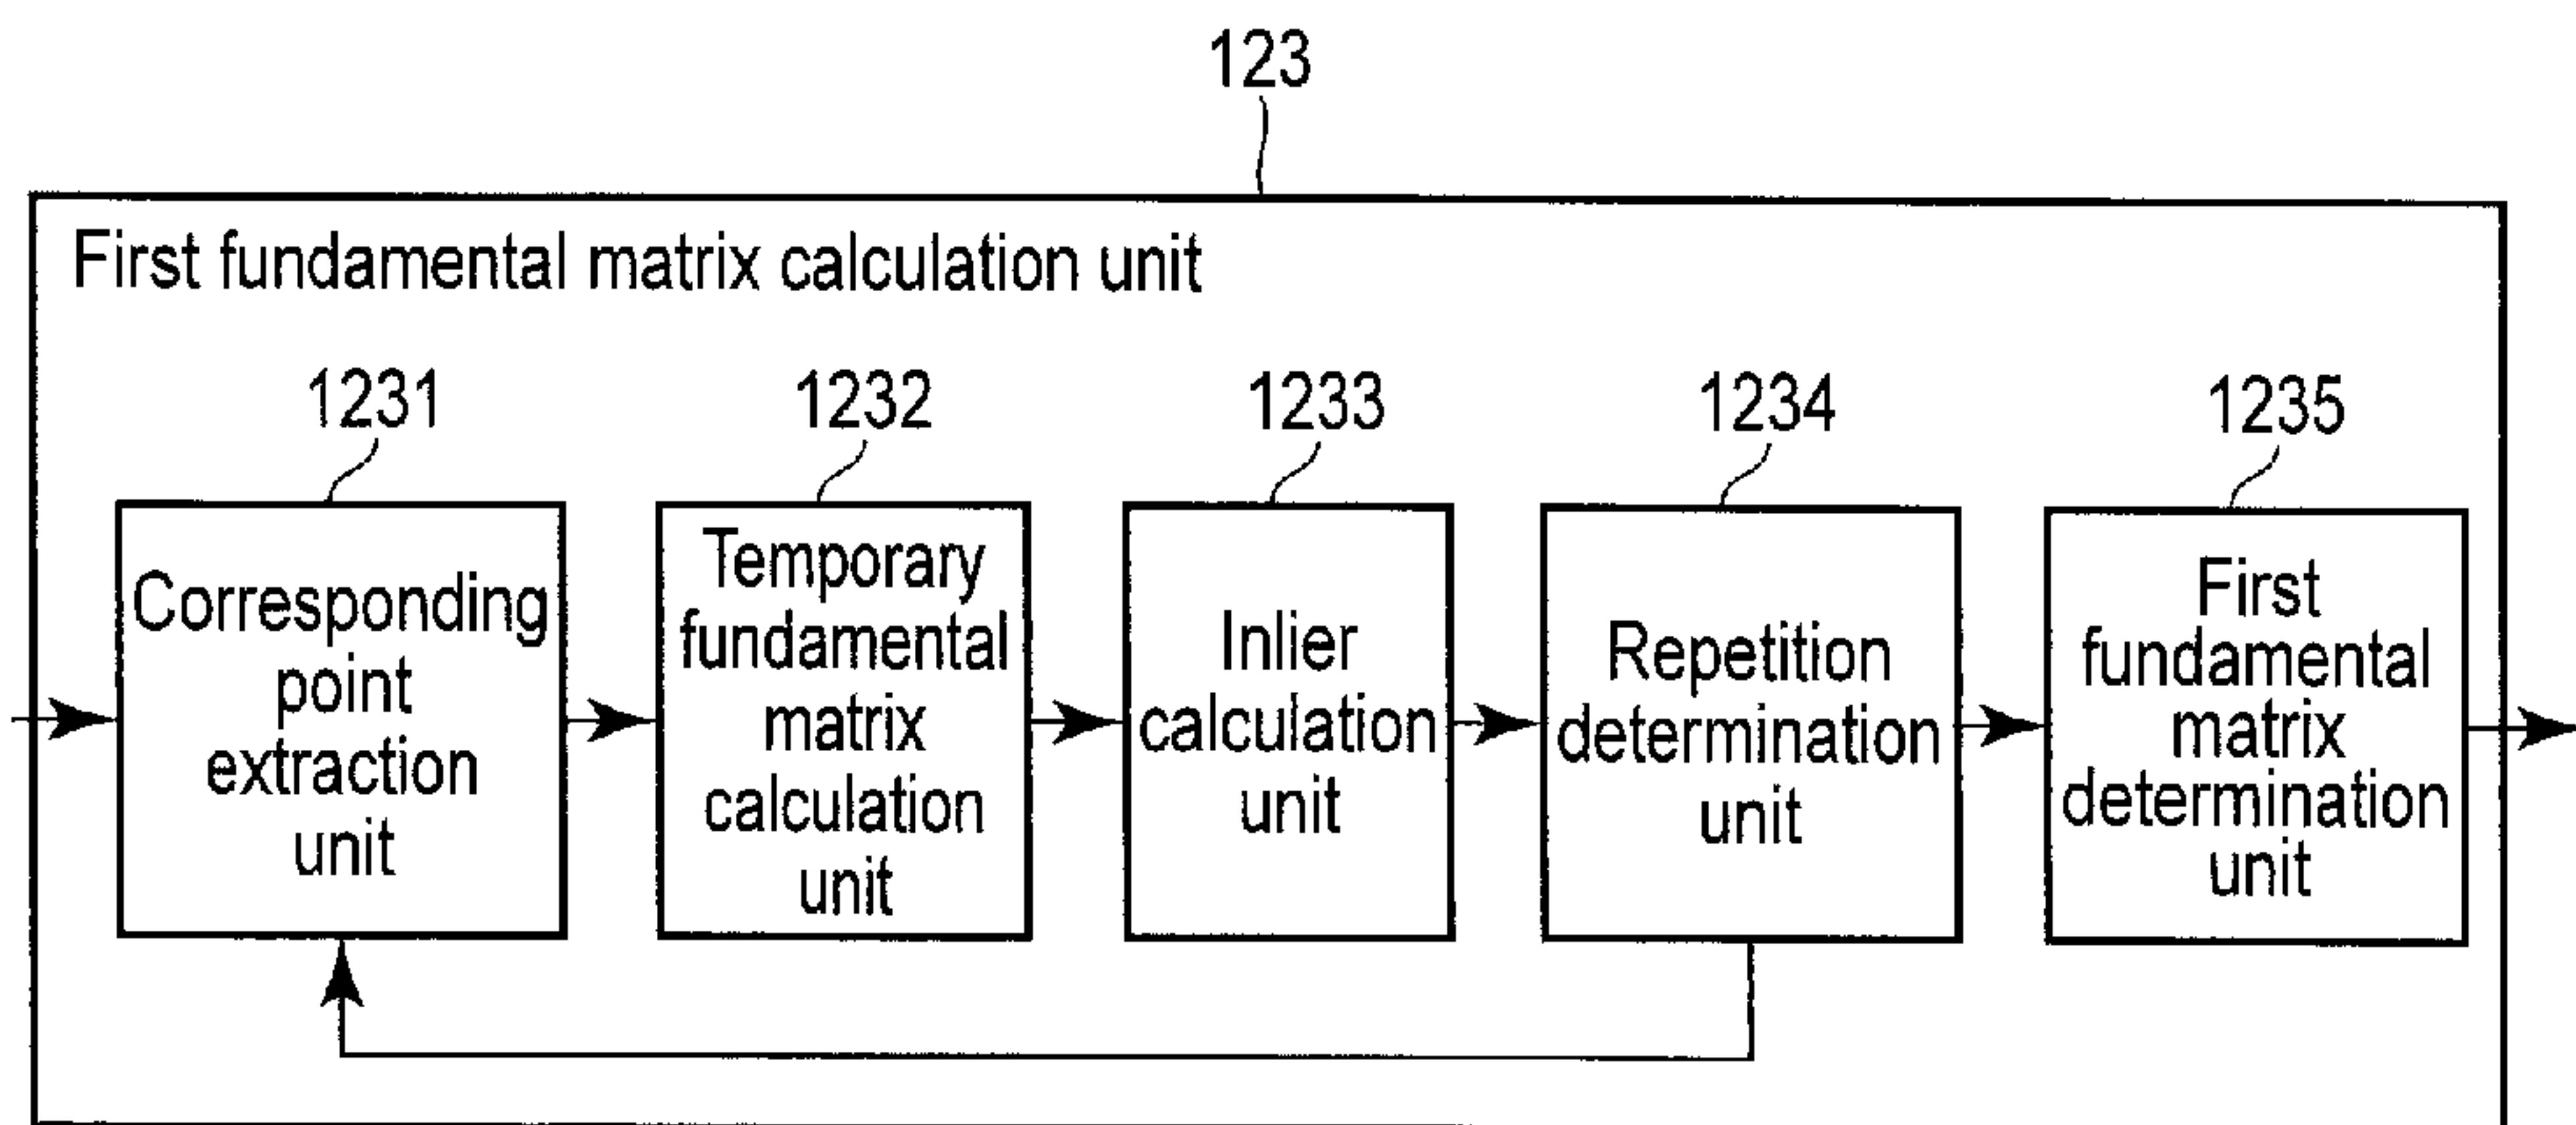 123
First fundamental matrix calculation unit
1231
1232
1233
1234
1235
Corresponding
point
extraction
unit
Temporary
fundamental
matrix
calculation
unit
Inlier
calculation
unit
Repetition
determination
unit
First
fundamental
matrix
determination
unit